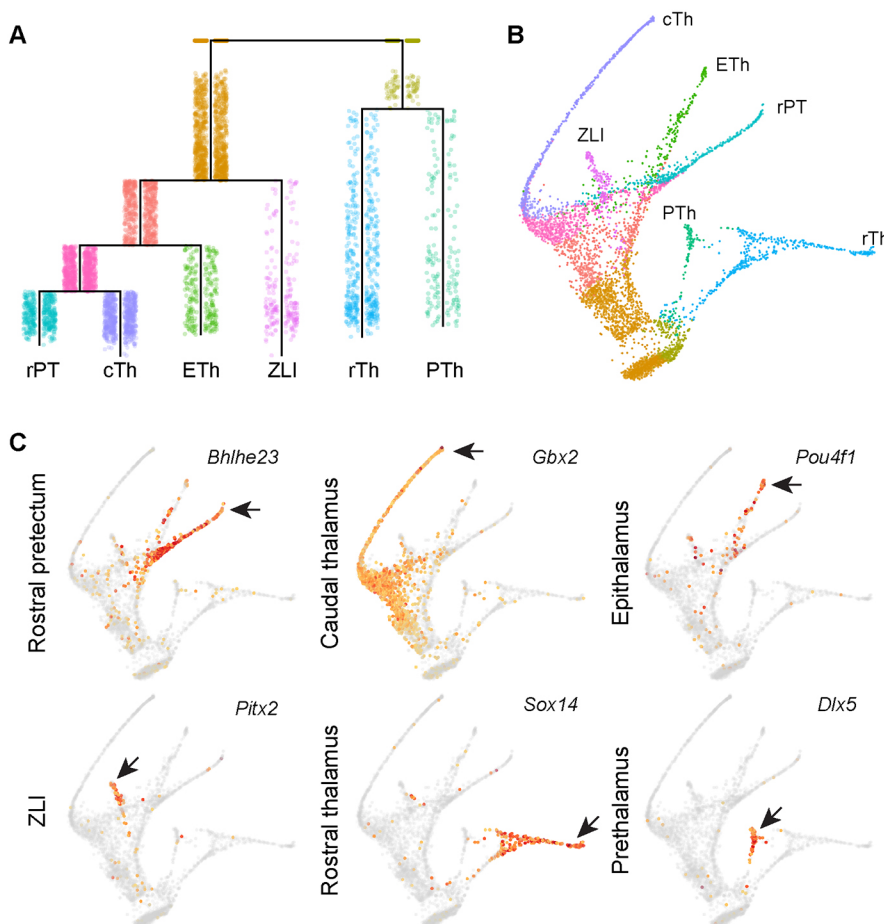 A
B
cTh
ETh
rPT
ZLI
PTh
rTh
rPT cTh ETh ZLI rTh PTh
C
Rostral pretectum
Bhlhe23
Caudal thalamus
Gbx2
Epithalamus
Pou4f1
ZLI
Pitx2
Rostral thalamus
Sox14
Prethalamus
Dlx5